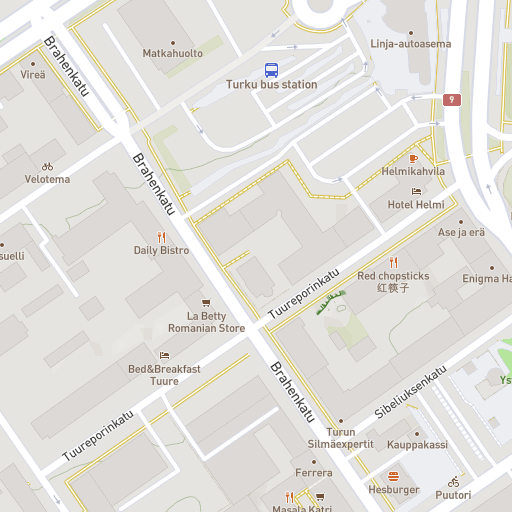 Brahenkatu
Matkahuolto
Linja-autoasema
Vireä
Turku bus station
9
Velotema
Brahenkatu
Helmikahvila
Hotel Helmi
Daily Bistro
Ase ja erä
suelli
Red chopsticks
红筷子
Enigma Ha
Tuureporinkatu
La Betty
Romanian Store
Bed&Breakfast
Tuure
Brahenkatu
Sibeliuksenkatu
Yst
Tuureporinkatu
Turun
Silmäexpertit
Kauppakassi
Ferrera
Hesburger
Puutori
Masala Katri